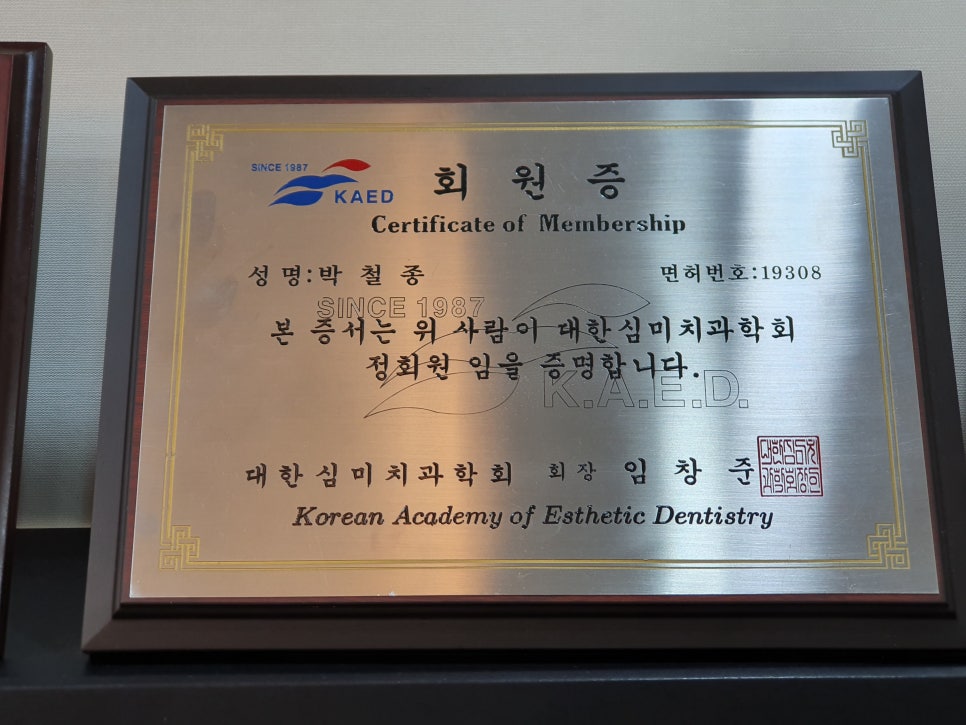 SINCE 1987
KAED
회 원 증
Certificate of Membership
성 명:박 철 종
면허번호:19308
SINCE 1987
본 증서는 위 사람이 대한심미치과학회
정회원 임을 증명합니다.
K.A.E.D.
대한심미치과학회 회장 임 창 준
Korean Academy of Esthetic Dentistry